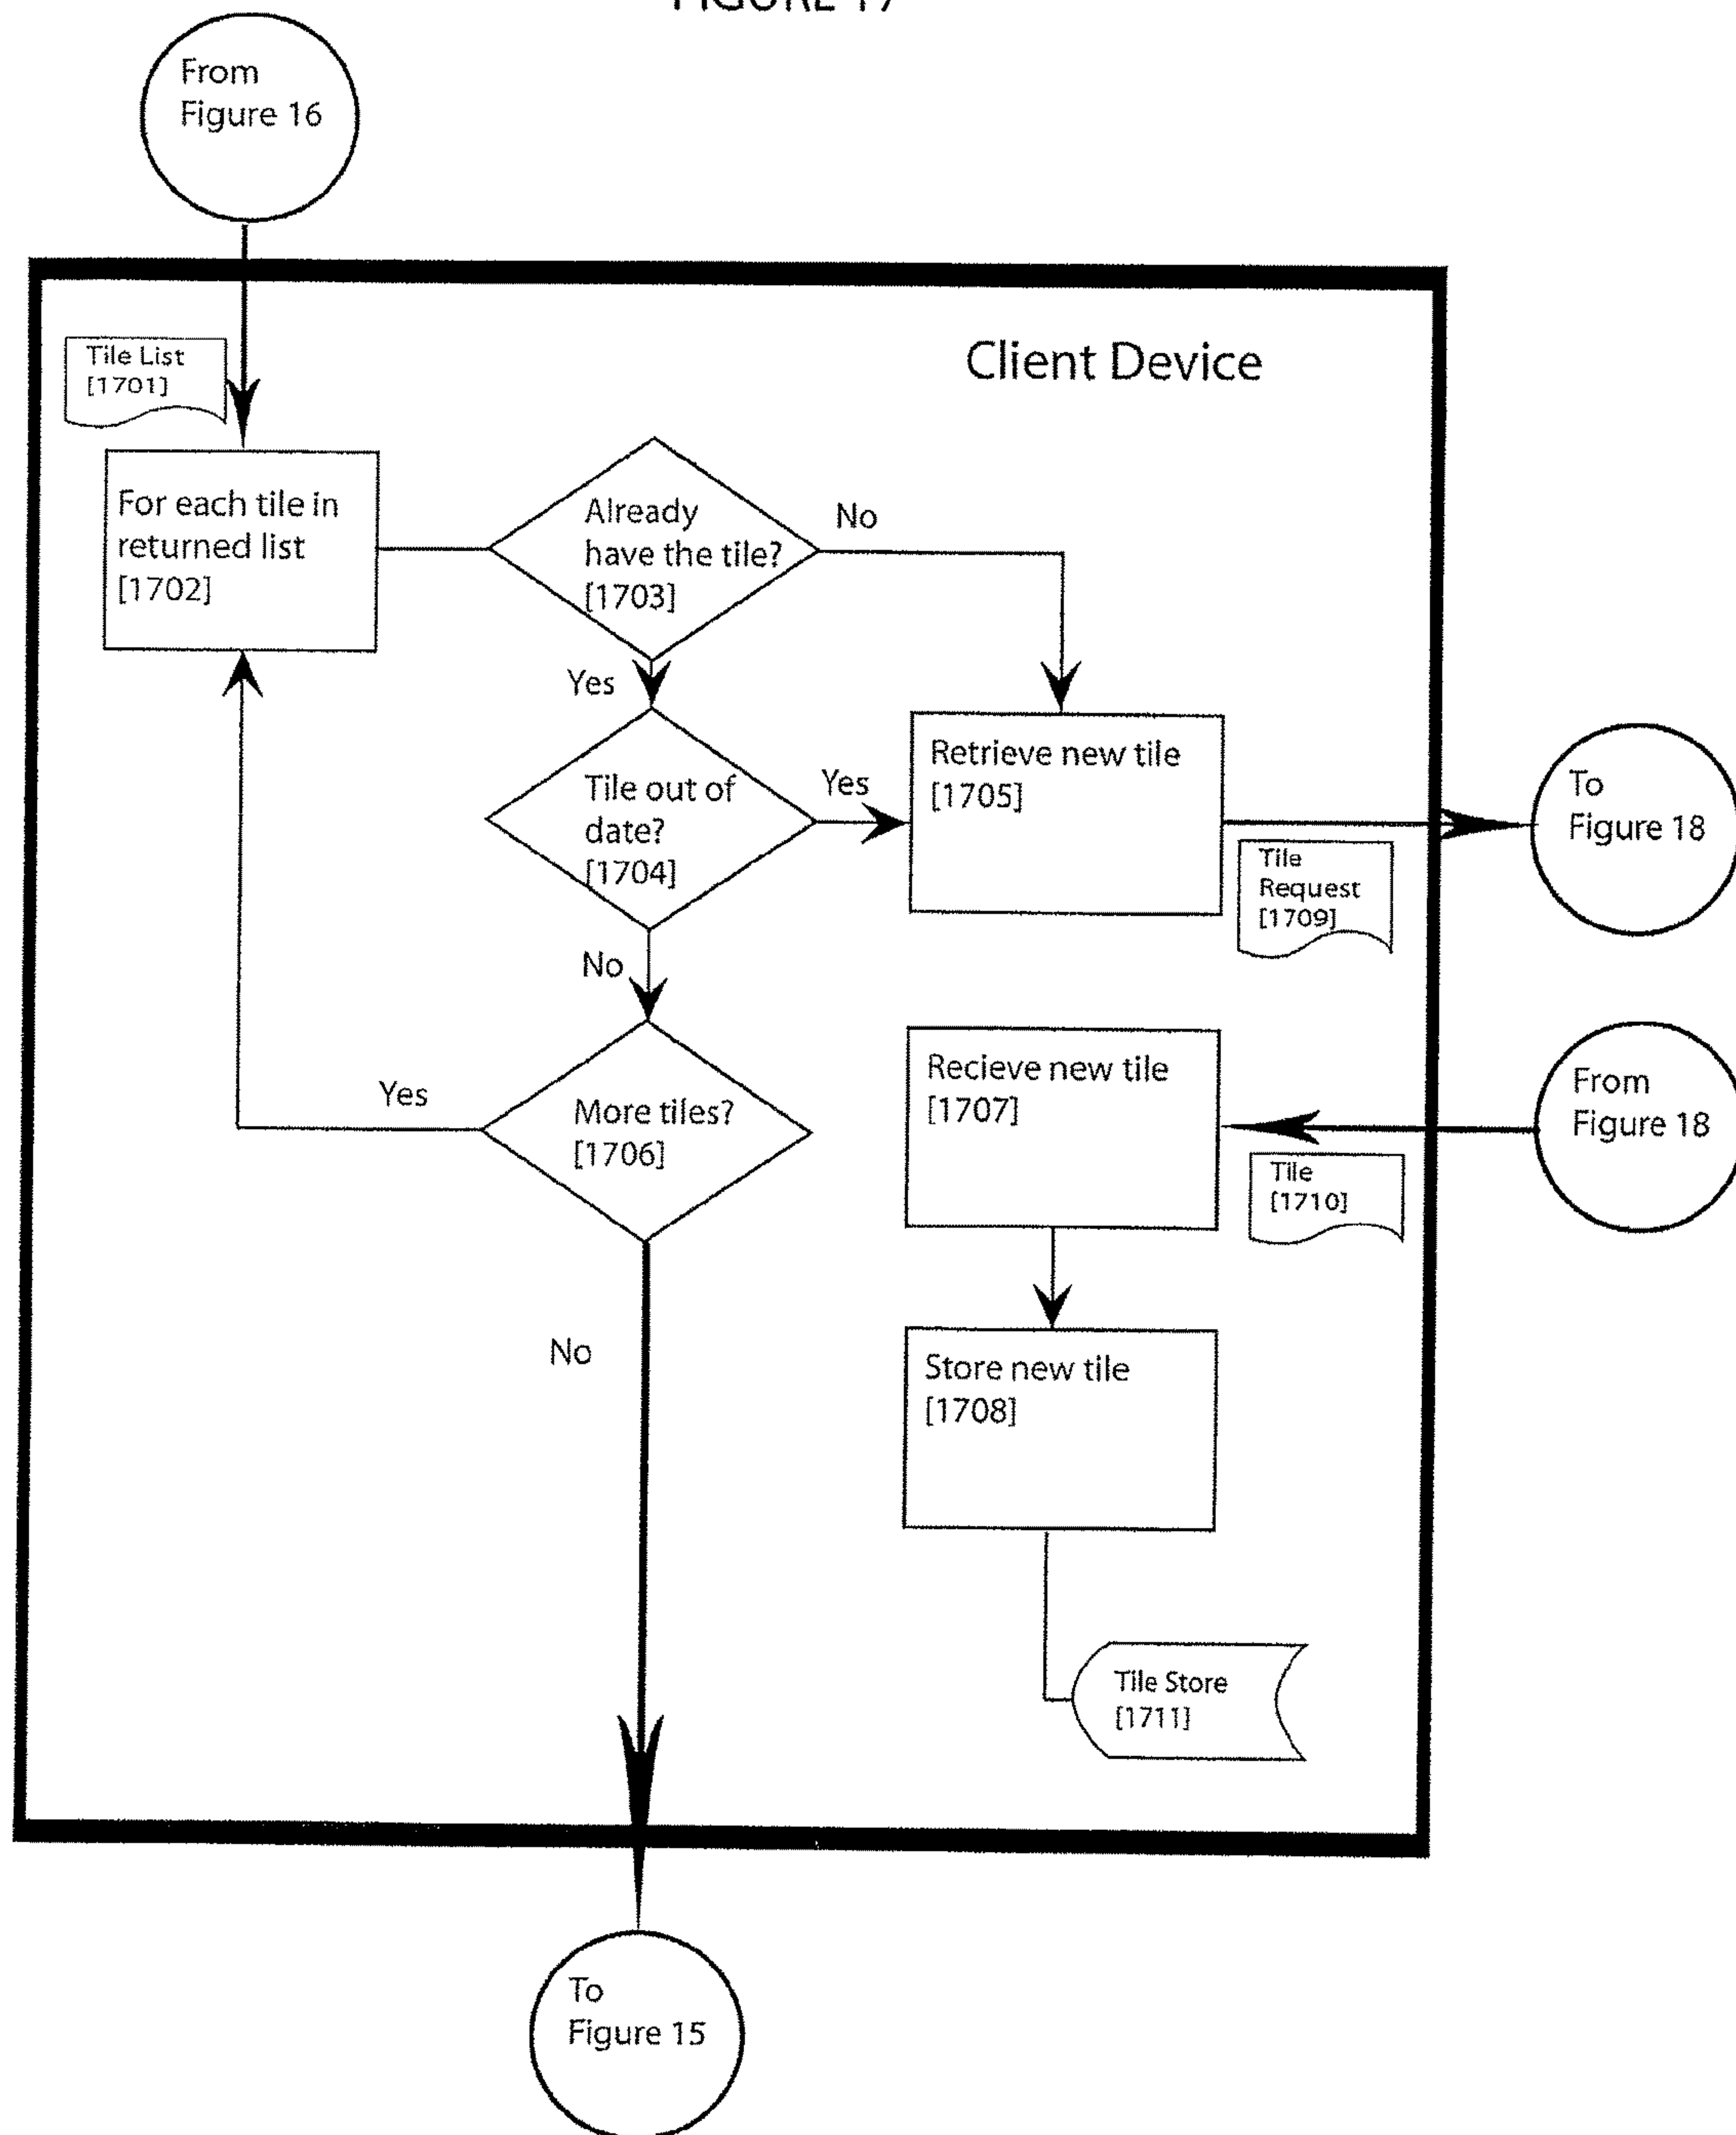 FIGURE 17
From
Figure 16
Tile List
[1701]
Client Device
For each tile in
returned list
[1702]
Already
have the tile?
[1703]
No
Yes
Tile out of
date?
[1704]
Yes
Retrieve new tile
[1705]
To
Figure 18
Tile
Request
[1709]
No
More tiles?
[1706]
Yes
Recieve new tile
[1707]
From
Figure 18
Tile
[1710]
No
Store new tile
[1708]
Tile Store
[1711]
To
Figure 15